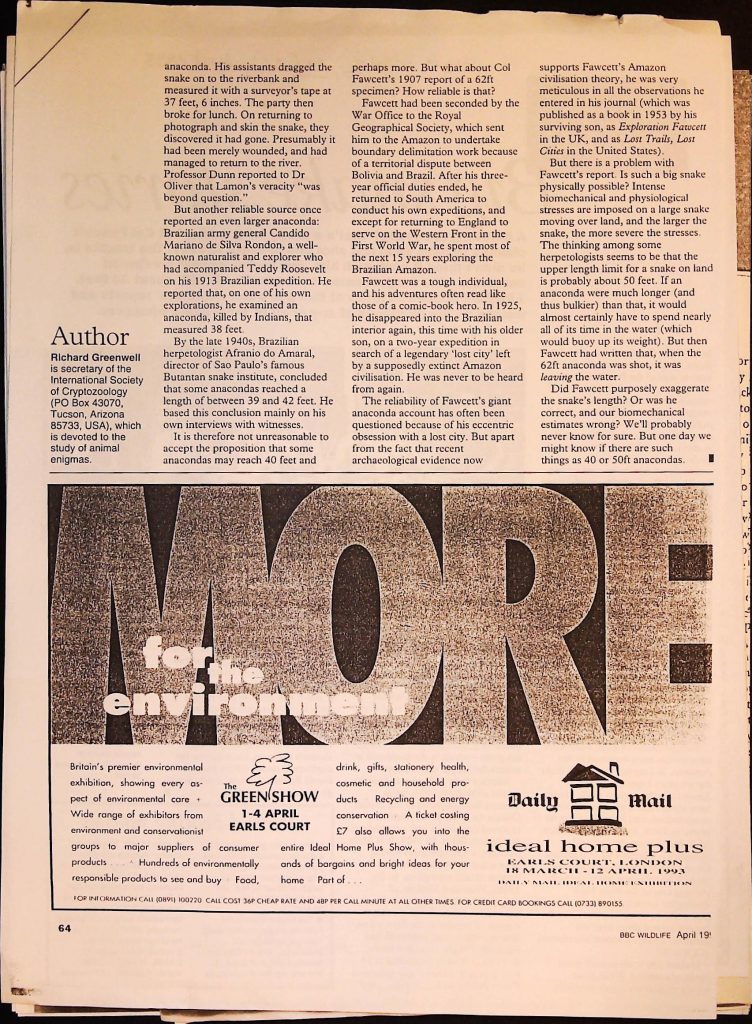 anaconda. His assistants dragged the
snake on to the riverbank and
measured it with a surveyor's tape at
37 feet, 6 inches. The party then
broke for lunch. On returning to
photograph and skin the snake, they
discovered it had gone. Presumably it
had been merely wounded, and had
managed to return to the river.
Professor Dunn reported to Dr
Oliver that Lamon's veracity "was
beyond question."
But another reliable source once
reported an even larger anaconda:
Brazilian army general Candido
Mariano de Silva Rondon, a well-
known naturalist and explorer who
had accompanied Teddy Roosevelt
on his 1913 Brazilian expedition. He
reported that, on one of his own
explorations, he examined an
anaconda, killed by Indians, that
measured 38 feet.
By the late 1940s, Brazilian
herpetologist Afranio do Amaral,
director of Sao Paulo's famous
Butantan snake institute, concluded
that some anacondas reached a
length of between 39 and 42 feet. He
based this conclusion mainly on his
own interviews with witnesses.
It is therefore not unreasonable to
accept the proposition that some
anacondas may reach 40 feet and
perhaps more. But what about Col
Fawcett's 1907 report of a 62ft
specimen? How reliable is that?
Fawcett had been seconded by the
War Office to the Royal
Geographical Society, which sent
him to the Amazon to undertake
boundary delimitation work because
of a territorial dispute between
Bolivia and Brazil. After his three-
year official duties ended, he
returned to South America to
conduct his own expeditions, and
except for returning to England to
serve on the Western Front in the
First World War, he spent most of
the next 15 years exploring the
Brazilian Amazon.
Fawcett was a tough individual,
and his adventures often read like
those of a comic-book hero. In 1925,
he disappeared into the Brazilian
interior again, this time with his older
son, on a two-year expedition in
search of a legendary 'lost city' left
by a supposedly extinct Amazon
civilisation. He was never to be heard
from again.
The reliability of Fawcett's giant
anaconda account has often been
questioned because of his eccentric
obsession with a lost city. But apart
from the fact that recent
archaeological evidence now
supports Fawcett's Amazon
civilisation theory, he was very
meticulous in all the observations he
entered in his journal (which was
published as a book in 1953 by his
surviving son, as Exploration Fawcett
in the UK, and as Lost Trails, Lost
Cities in the United States).
But there is a problem with
Fawcett's report. Is such a big snake
physically possible? Intense
biomechanical and physiological
stresses are imposed on a large snake
moving over land, and the larger the
snake, the more severe the stresses.
The thinking among some
herpetologists seems to be that the
upper length limit for a snake on land
is probably about 50 feet. If an
anaconda were much longer (and
thus bulkier) than that, it would
almost certainly have to spend nearly
all of its time in the water (which
would buoy up its weight). But then
Fawcett had written that, when the
62ft anaconda was shot, it was
leaving the water.
Did Fawcett purposely exaggerate
the snake's length? Or was he
correct, and our biomechanical
estimates wrong? We'll probably
never know for sure. But one day we
might know if there are such
things as 40 or 50ft anacondas.
Author
Richard Greenwell
is secretary of the
International Society
of Cryptozoology
(PO Box 43070,
Tucson, Arizona
85733, USA), which
is devoted to the
study of animal
enigmas.
MORE
for the
environment
Britain's premier environmental
exhibition, showing every as-
pect of environmental care +
Wide range of exhibitors from
environment and conservationist
groups to major suppliers of consumer
products . . . Hundreds of environmentally
responsible products to see and buy Food,
The
GREEN SHOW
1-4 APRIL
EARLS COURT
drink, gifts, stationery health,
cosmetic and household pro-
ducts Recycling and energy
conservation A ticket costing
£7 also allows you into the
entire Ideal Home Plus Show, with thous-
ands of bargains and bright ideas for your
home Part of . . .
Daily Mail
ideal home plus
EARLS COURT, LONDON
18 MARCH - 12 APRIL 1993
DAILY MAIL IDEAL HOME EXHIBITION
FOR INFORMATION CALL (0891) 100220 CALL COST 36P CHEAP RATE AND 48P PER CALL MINUTE AT ALL OTHER TIMES. FOR CREDIT CARD BOOKINGS CALL (0733) 890155
64
BBC WILDLIFE April 19